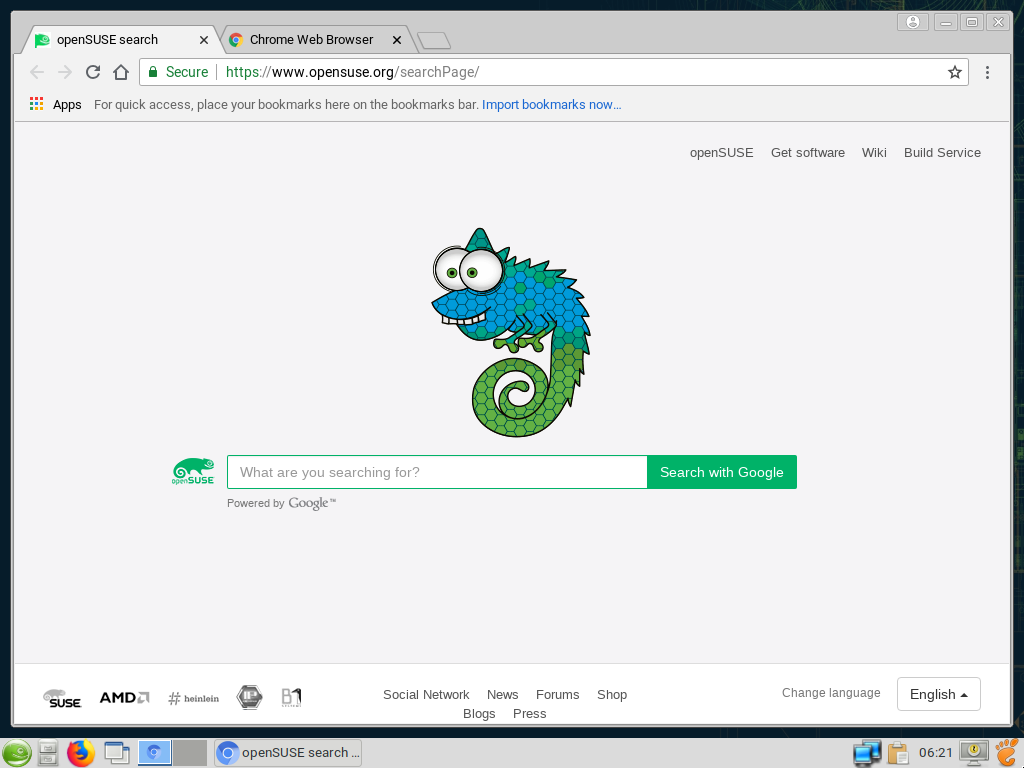 openSUSE search
Chrome Web Browser
Secure
https://www.opensuse.org/searchPage/
Apps
For quick access, place your bookmarks here on the bookmarks bar. Import bookmarks now...
openSUSE Get software Wiki Build Service
openSUSE
What are you searching for?
Search with Google
Powered by Google™
SUSE
AMD
# heinlein
B1
Social Network News Forums Shop
Blogs Press
Change language
English
openSUSE search ...
06:21